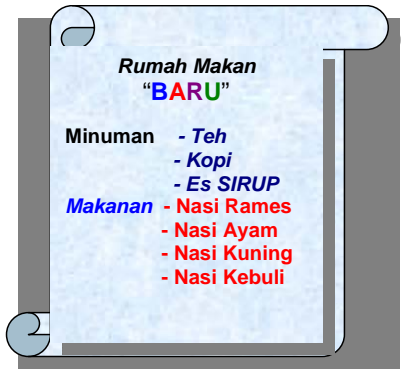 Rumah Makan
“BARU”
Minuman - Teh
- Kopi
- Es SIRUP
Makanan - Nasi Rames
- Nasi Ayam
- Nasi Kuning
- Nasi Kebuli